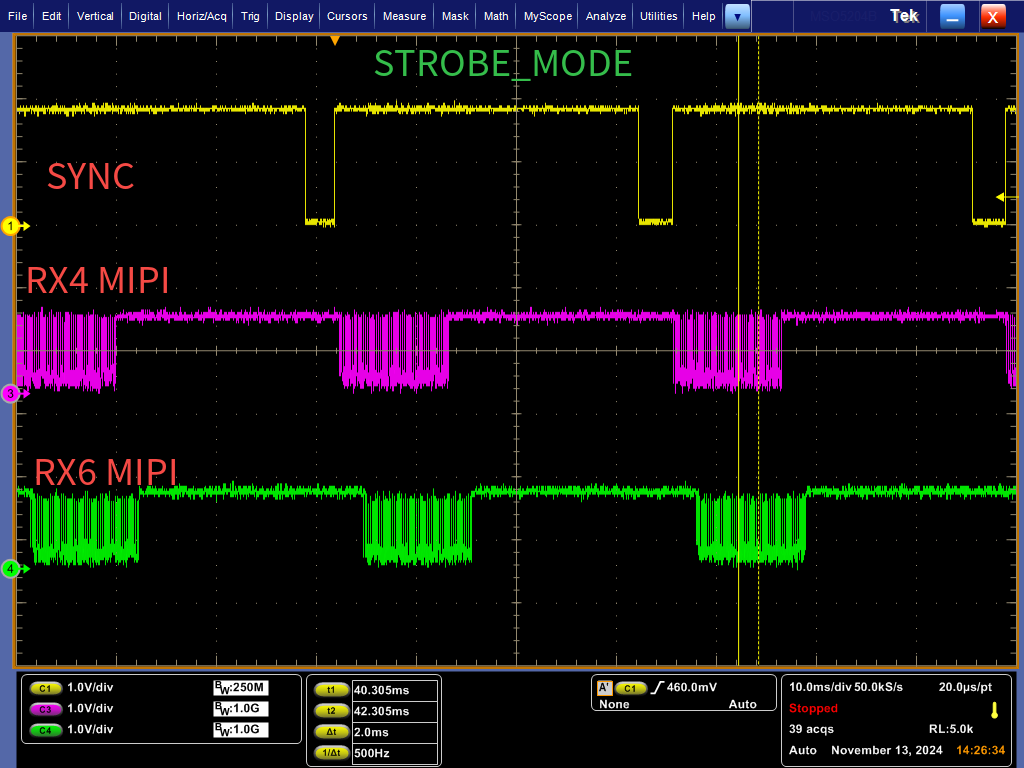 File Edit Vertical Digital Horiz/Acq Trig Display Cursors Measure Mask Math MyScope Analyze Utilities Help Tek X
STROBE_MODE
SYNC
1
RX4 MIPI
3
RX6 MIPI
4
C1 1.0V/div BW:250M
C3 1.0V/div BW:1.0G
C4 1.0V/div BW:1.0G
t1 40.305ms
t2 42.305ms
Δt 2.0ms
1/Δt 500Hz
A' C1 460.0mV
None Auto
10.0ms/div 50.0kS/s 20.0µs/pt
Stopped
39 acqs RL:5.0k
Auto November 13, 2024 14:26:34